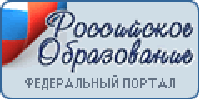 Российское
Образование
ФЕДЕРАЛЬНЫЙ ПОРТАЛ